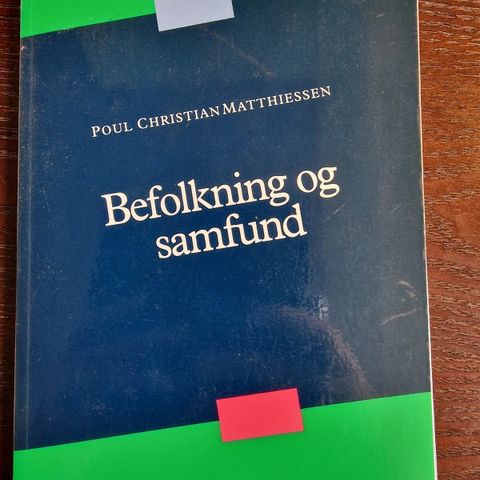 POUL CHRISTIAN MATTHIESSEN
Befolkning og
samfund